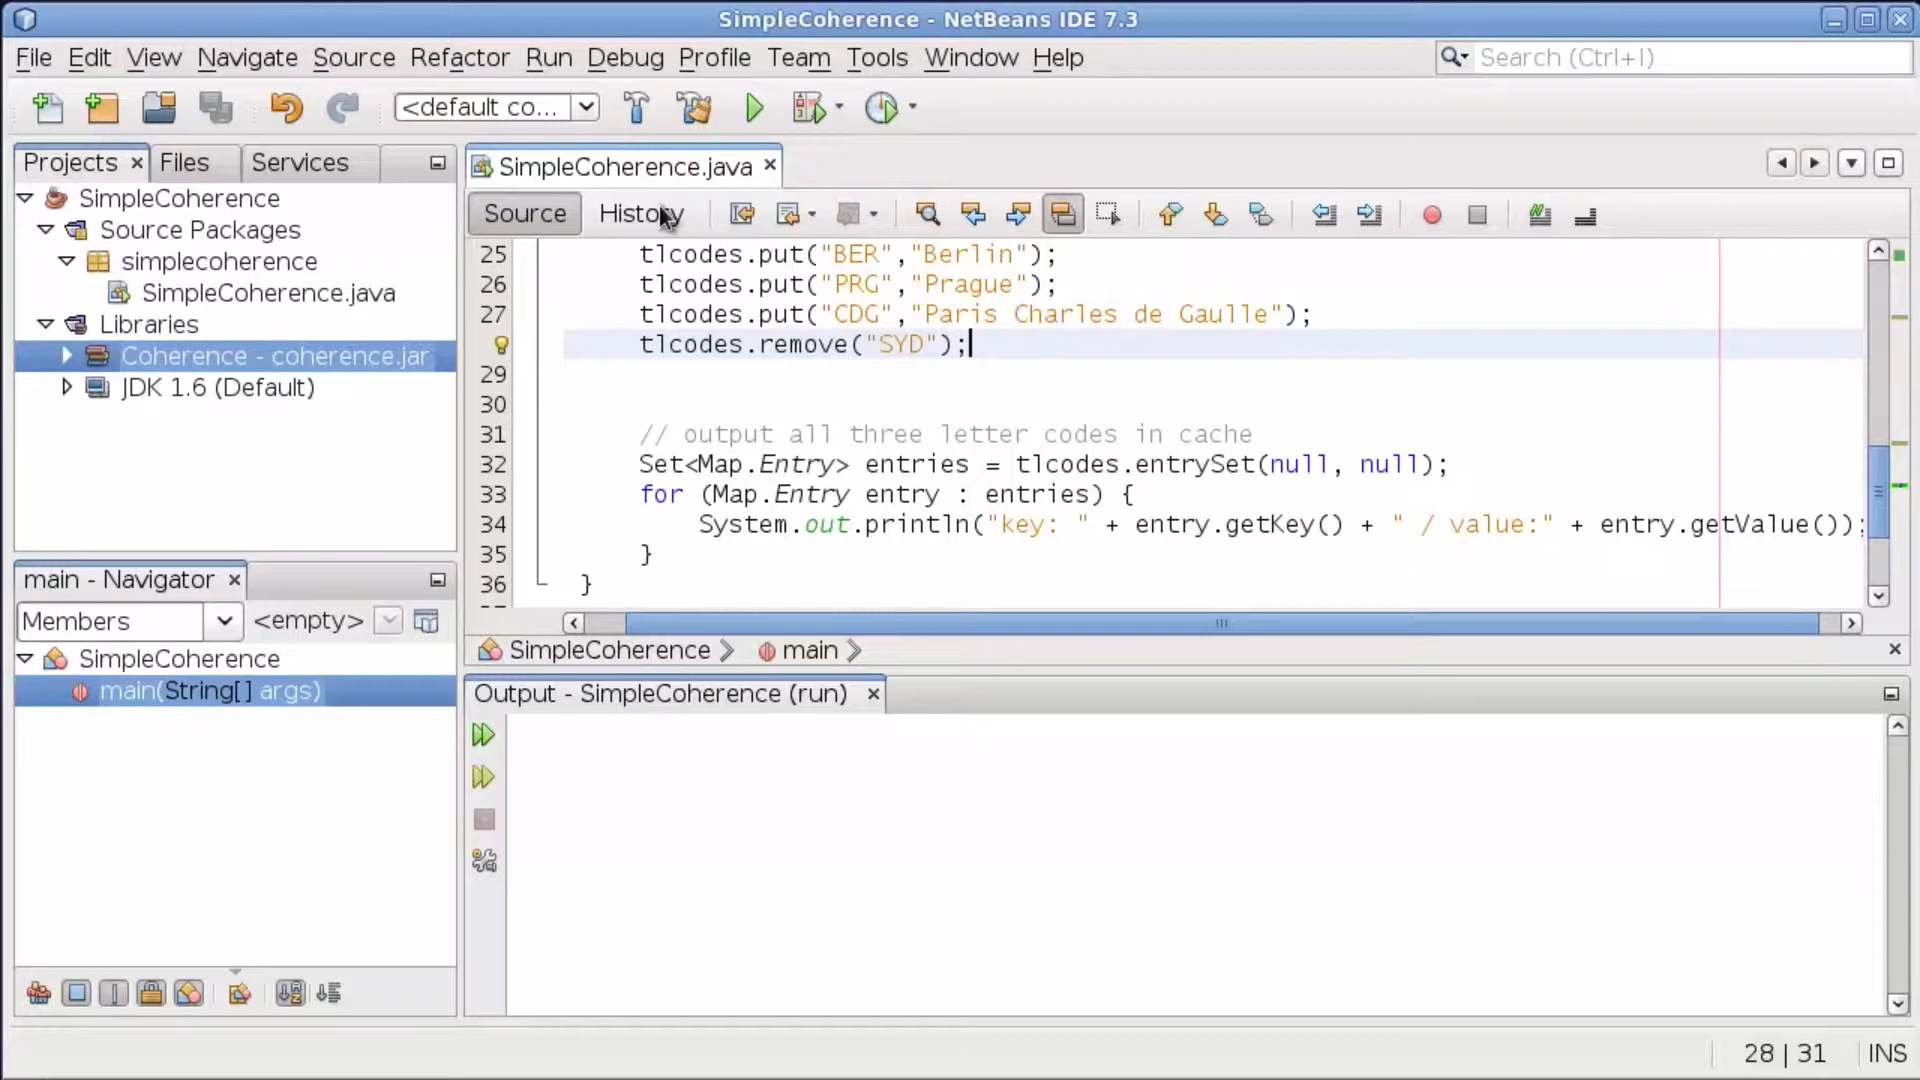 SimpleCoherence - NetBeans IDE 7.3
File Edit View Navigate Source Refactor Run Debug Profile Team Tools Window Help
Search (Ctrl+I)
<default co...
Projects
Files
Services
SimpleCoherence
Source Packages
simplecoherence
SimpleCoherence.java
Libraries
Coherence - coherence.jar
JDK 1.6 (Default)
SimpleCoherence.java
Source
History
25 tlcodes.put("BER","Berlin");
26 tlcodes.put("PRG","Prague");
27 tlcodes.put("CDG","Paris Charles de Gaulle");
tlcodes.remove("SYD");
29
30
31 // output all three letter codes in cache
32 Set<Map.Entry> entries = tlcodes.entrySet(null, null);
33 for (Map.Entry entry : entries) {
34 System.out.println("key: " + entry.getKey() + " / value:" + entry.getValue());
35 }
36 }
SimpleCoherence
main
main - Navigator
Members
<empty>
SimpleCoherence
main(String[] args)
Output - SimpleCoherence (run)
28 | 31
INS